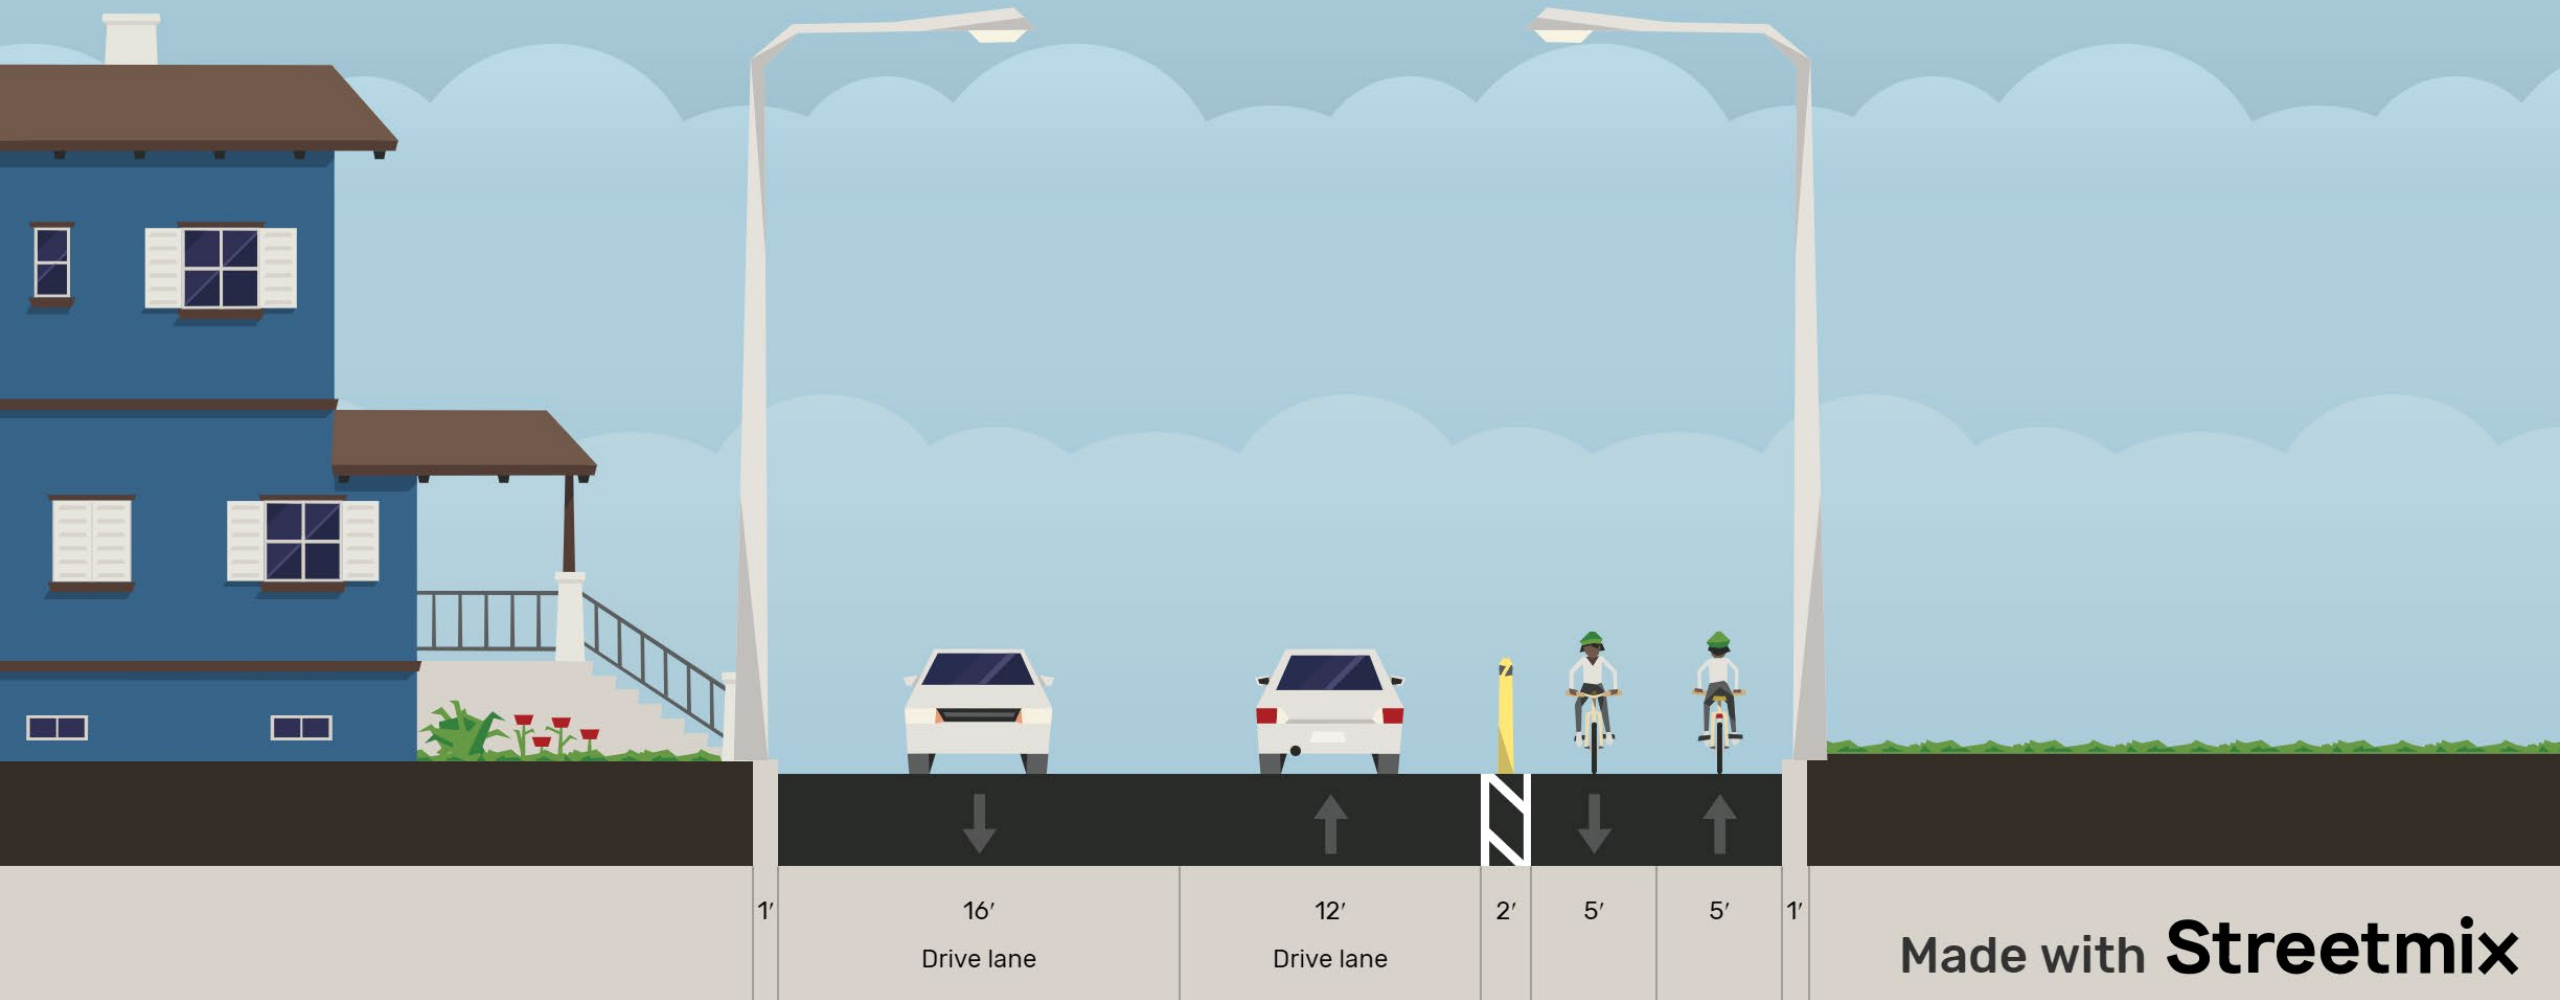 1′ 16′ 12′ 2′ 5′ 5′ 1′
Drive lane Drive lane
Made with Streetmix